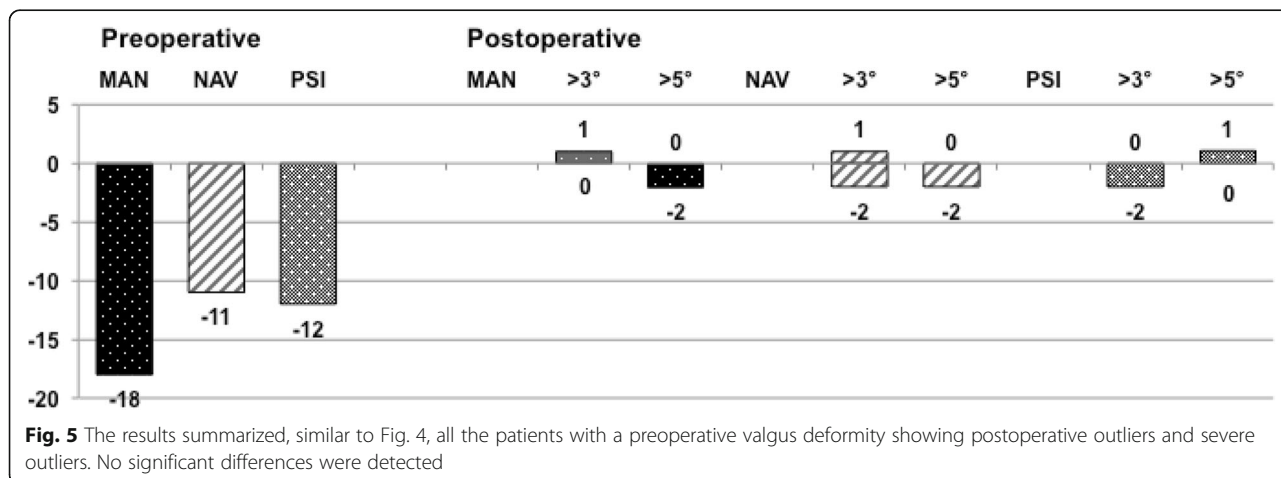 Preoperative Postoperative
MAN NAV PSI MAN >3° >5° NAV >3° >5° PSI >3° >5°
5
1 0 1 0 0 1
0
0 -2 -2 -2 -2 0
-5
-10
-11 -12
-15
-18
-20
Fig. 5 The results summarized, similar to Fig. 4, all the patients with a preoperative valgus deformity showing postoperative outliers and severe
outliers. No significant differences were detected